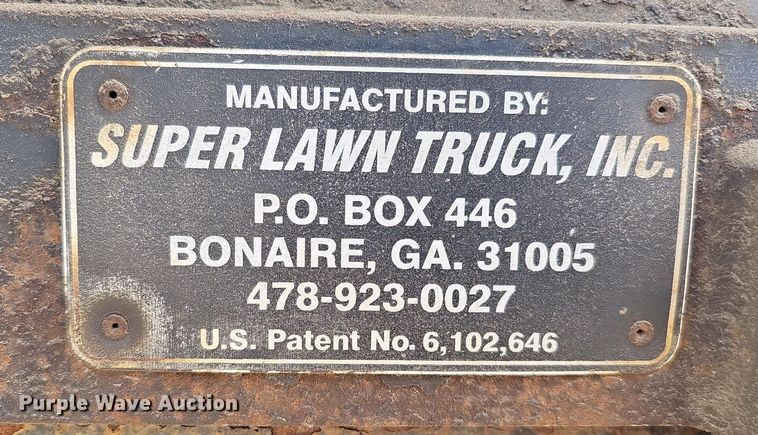 MANUFACTURED BY:
SUPER LAWN TRUCK, INC.
P.O. BOX 446
BONAIRE, GA. 31005
478-923-0027
U.S. Patent No. 6,102,646
Purple Wave Auction